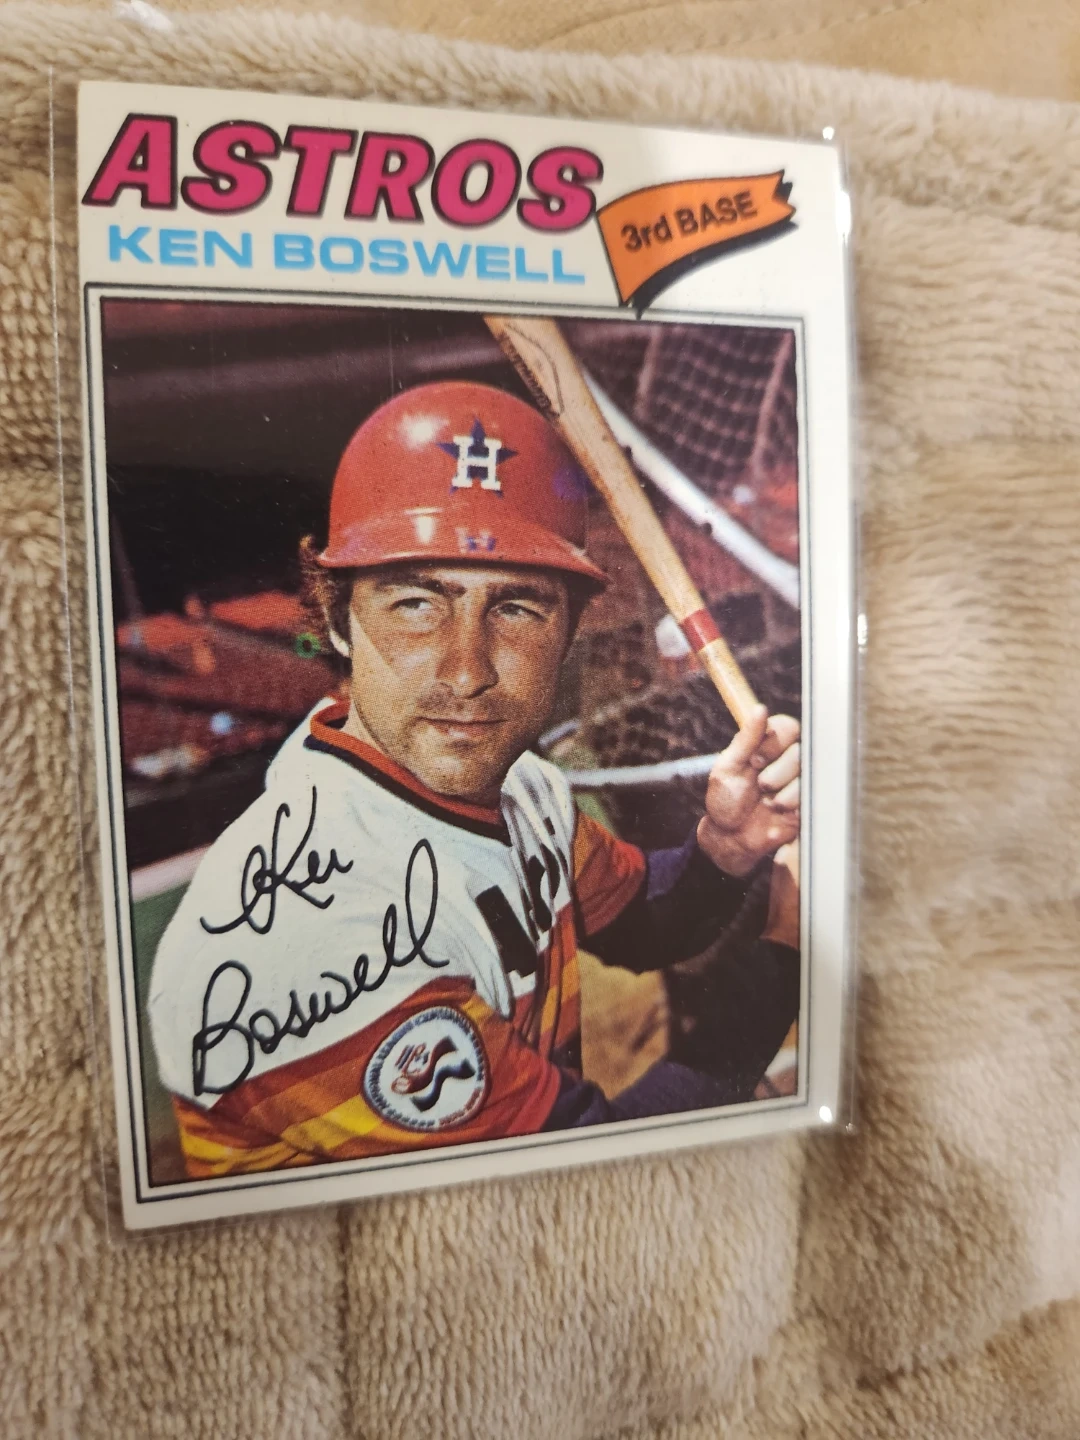 ASTROS
KEN BOSWELL
3rd BASE
H
Ken
Boswell